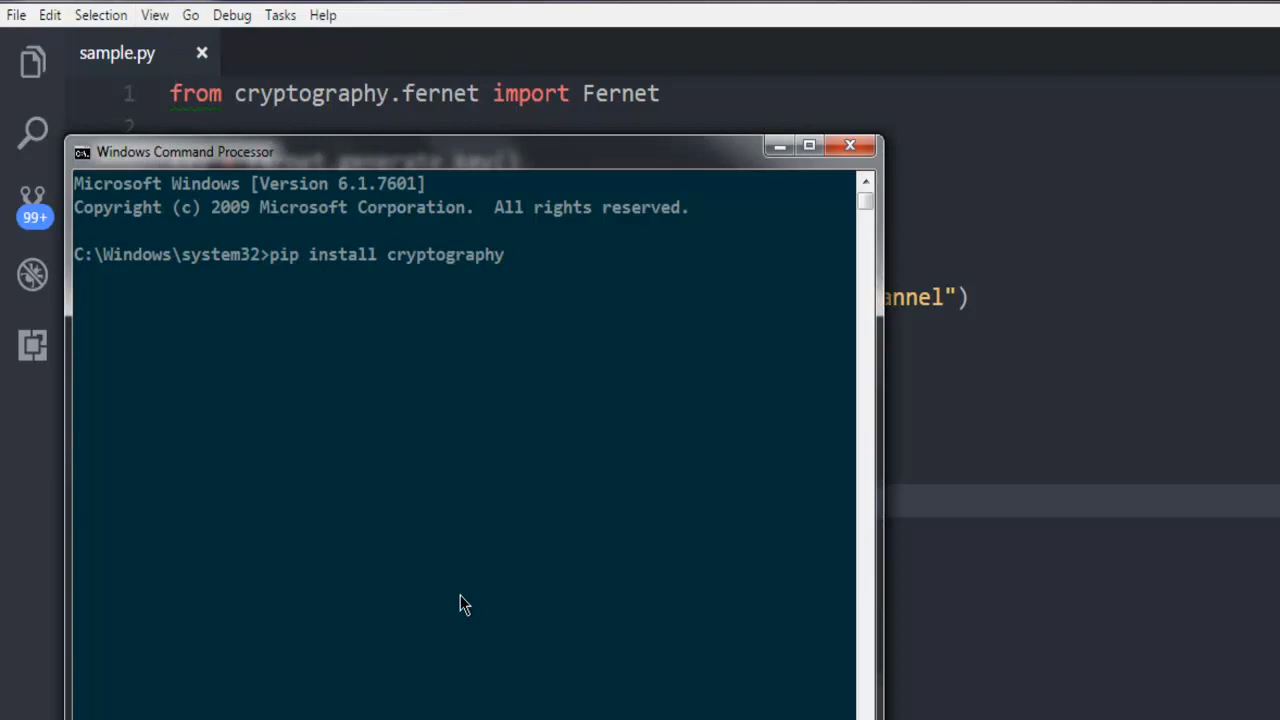 File Edit Selection View Go Debug Tasks Help
sample.py
1 from cryptography.fernet import Fernet
2
Windows Command Processor
generate_key()
Microsoft Windows [Version 6.1.7601]
Copyright (c) 2009 Microsoft Corporation.  All rights reserved.
99+
C:\Windows\system32>pip install cryptography
annel")